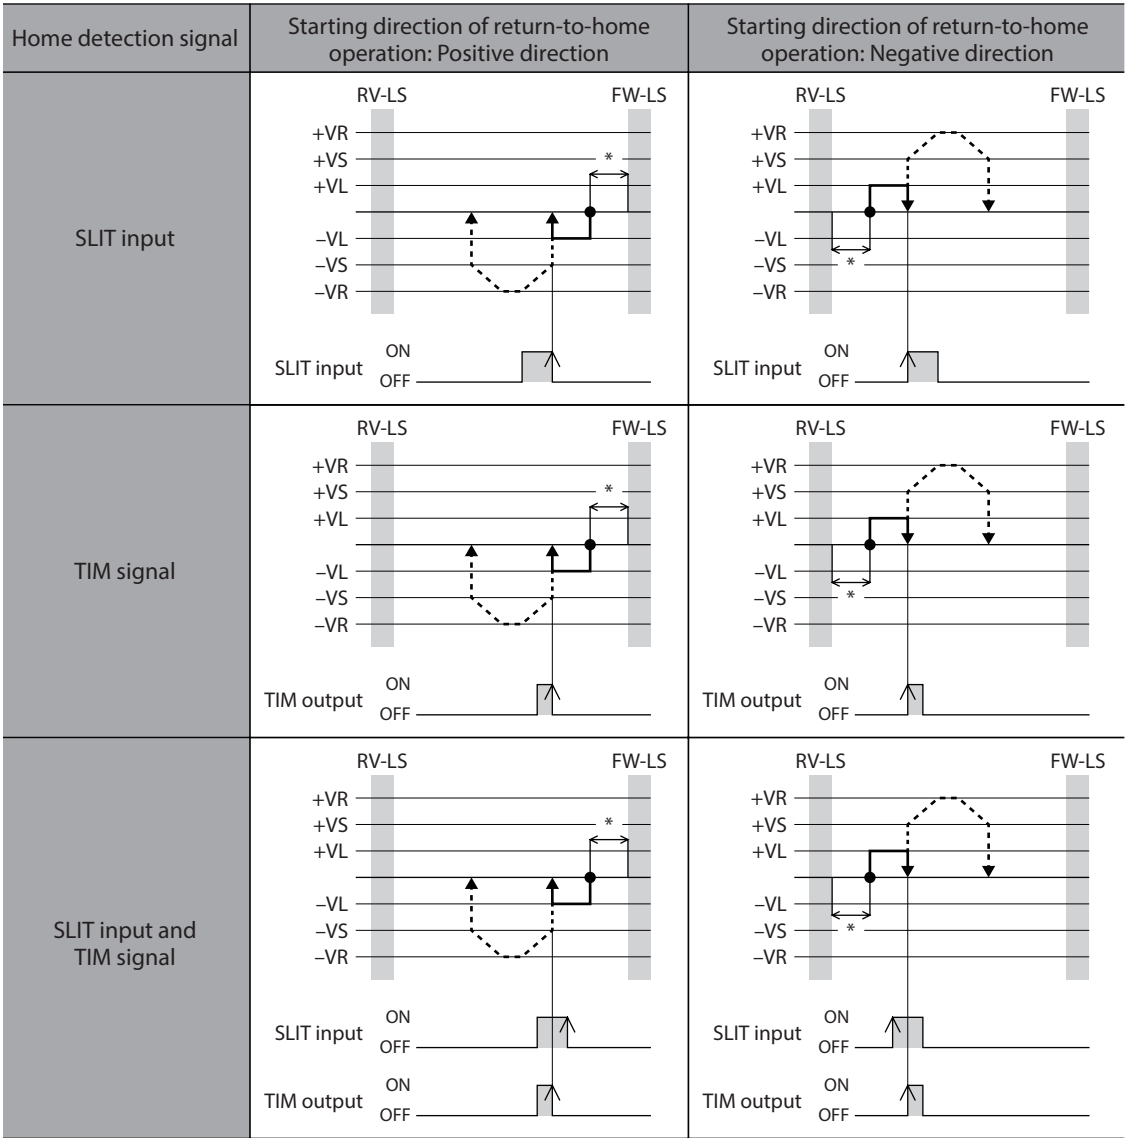 Home detection signal
Starting direction of return-to-home
operation: Positive direction
Starting direction of return-to-home
operation: Negative direction
SLIT input
RV-LS FW-LS
+VR
+VS *
+VL
–VL
–VS
–VR
SLIT input ON
OFF
RV-LS FW-LS
+VR
+VS
+VL
–VL
–VS *
–VR
SLIT input ON
OFF
TIM signal
RV-LS FW-LS
+VR
+VS *
+VL
–VL
–VS
–VR
TIM output ON
OFF
RV-LS FW-LS
+VR
+VS
+VL
–VL
–VS *
–VR
TIM output ON
OFF
SLIT input and
TIM signal
RV-LS FW-LS
+VR
+VS *
+VL
–VL
–VS
–VR
SLIT input ON
OFF
TIM output ON
OFF
RV-LS FW-LS
+VR
+VS
+VL
–VL
–VS *
–VR
SLIT input ON
OFF
TIM output ON
OFF